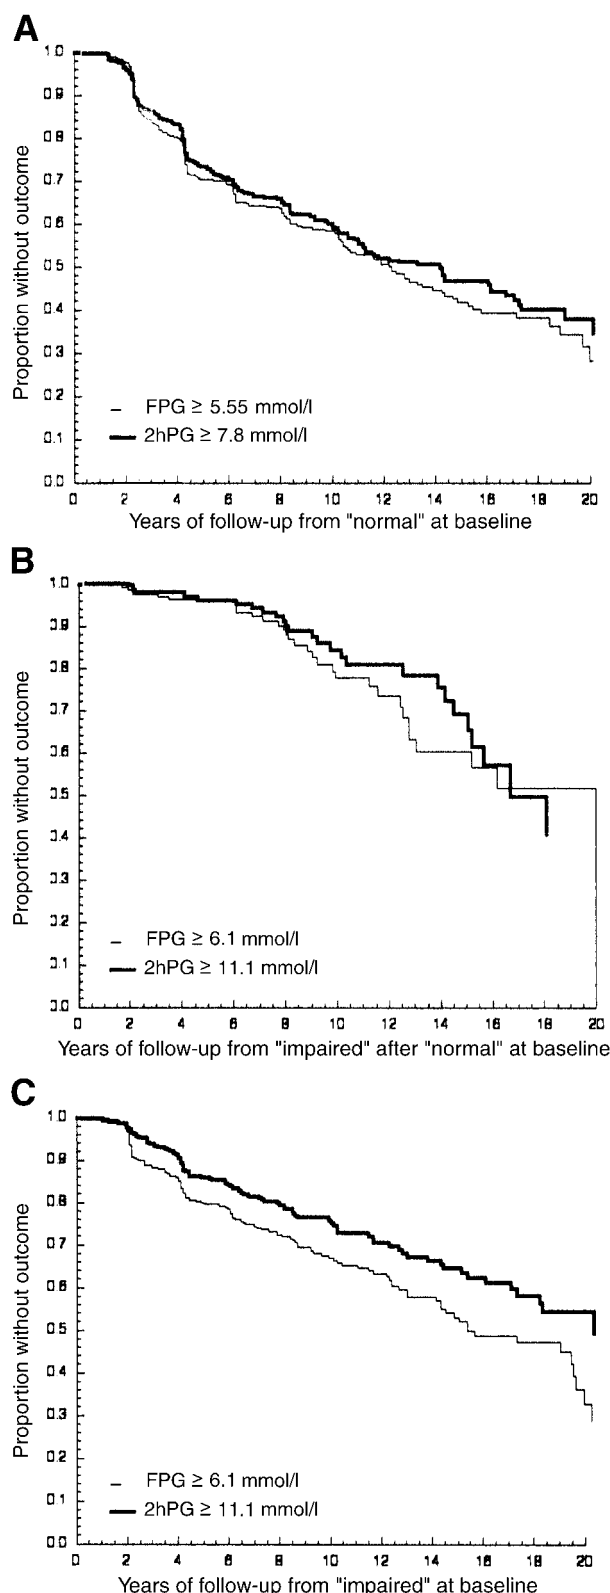 A
Proportion without outcome
1.0
0.9
0.8
0.7
0.6
0.5
0.4
0.3
0.2
0.1
0.0
FPG ≥ 5.55 mmol/l
2hPG ≥ 7.8 mmol/l
0 2 4 6 8 10 12 14 16 18 20
Years of follow-up from "normal" at baseline
B
Proportion without outcome
1.0
0.9
0.8
0.7
0.6
0.5
0.4
0.3
0.2
0.1
0.0
FPG ≥ 6.1 mmol/l
2hPG ≥ 11.1 mmol/l
0 2 4 6 8 10 12 14 16 18 20
Years of follow-up from "impaired" after "normal" at baseline
C
Proportion without outcome
1.0
0.9
0.8
0.7
0.6
0.5
0.4
0.3
0.2
0.1
0.0
FPG ≥ 6.1 mmol/l
2hPG ≥ 11.1 mmol/l
0 2 4 6 8 10 12 14 16 18 20
Years of follow-up from "impaired" at baseline